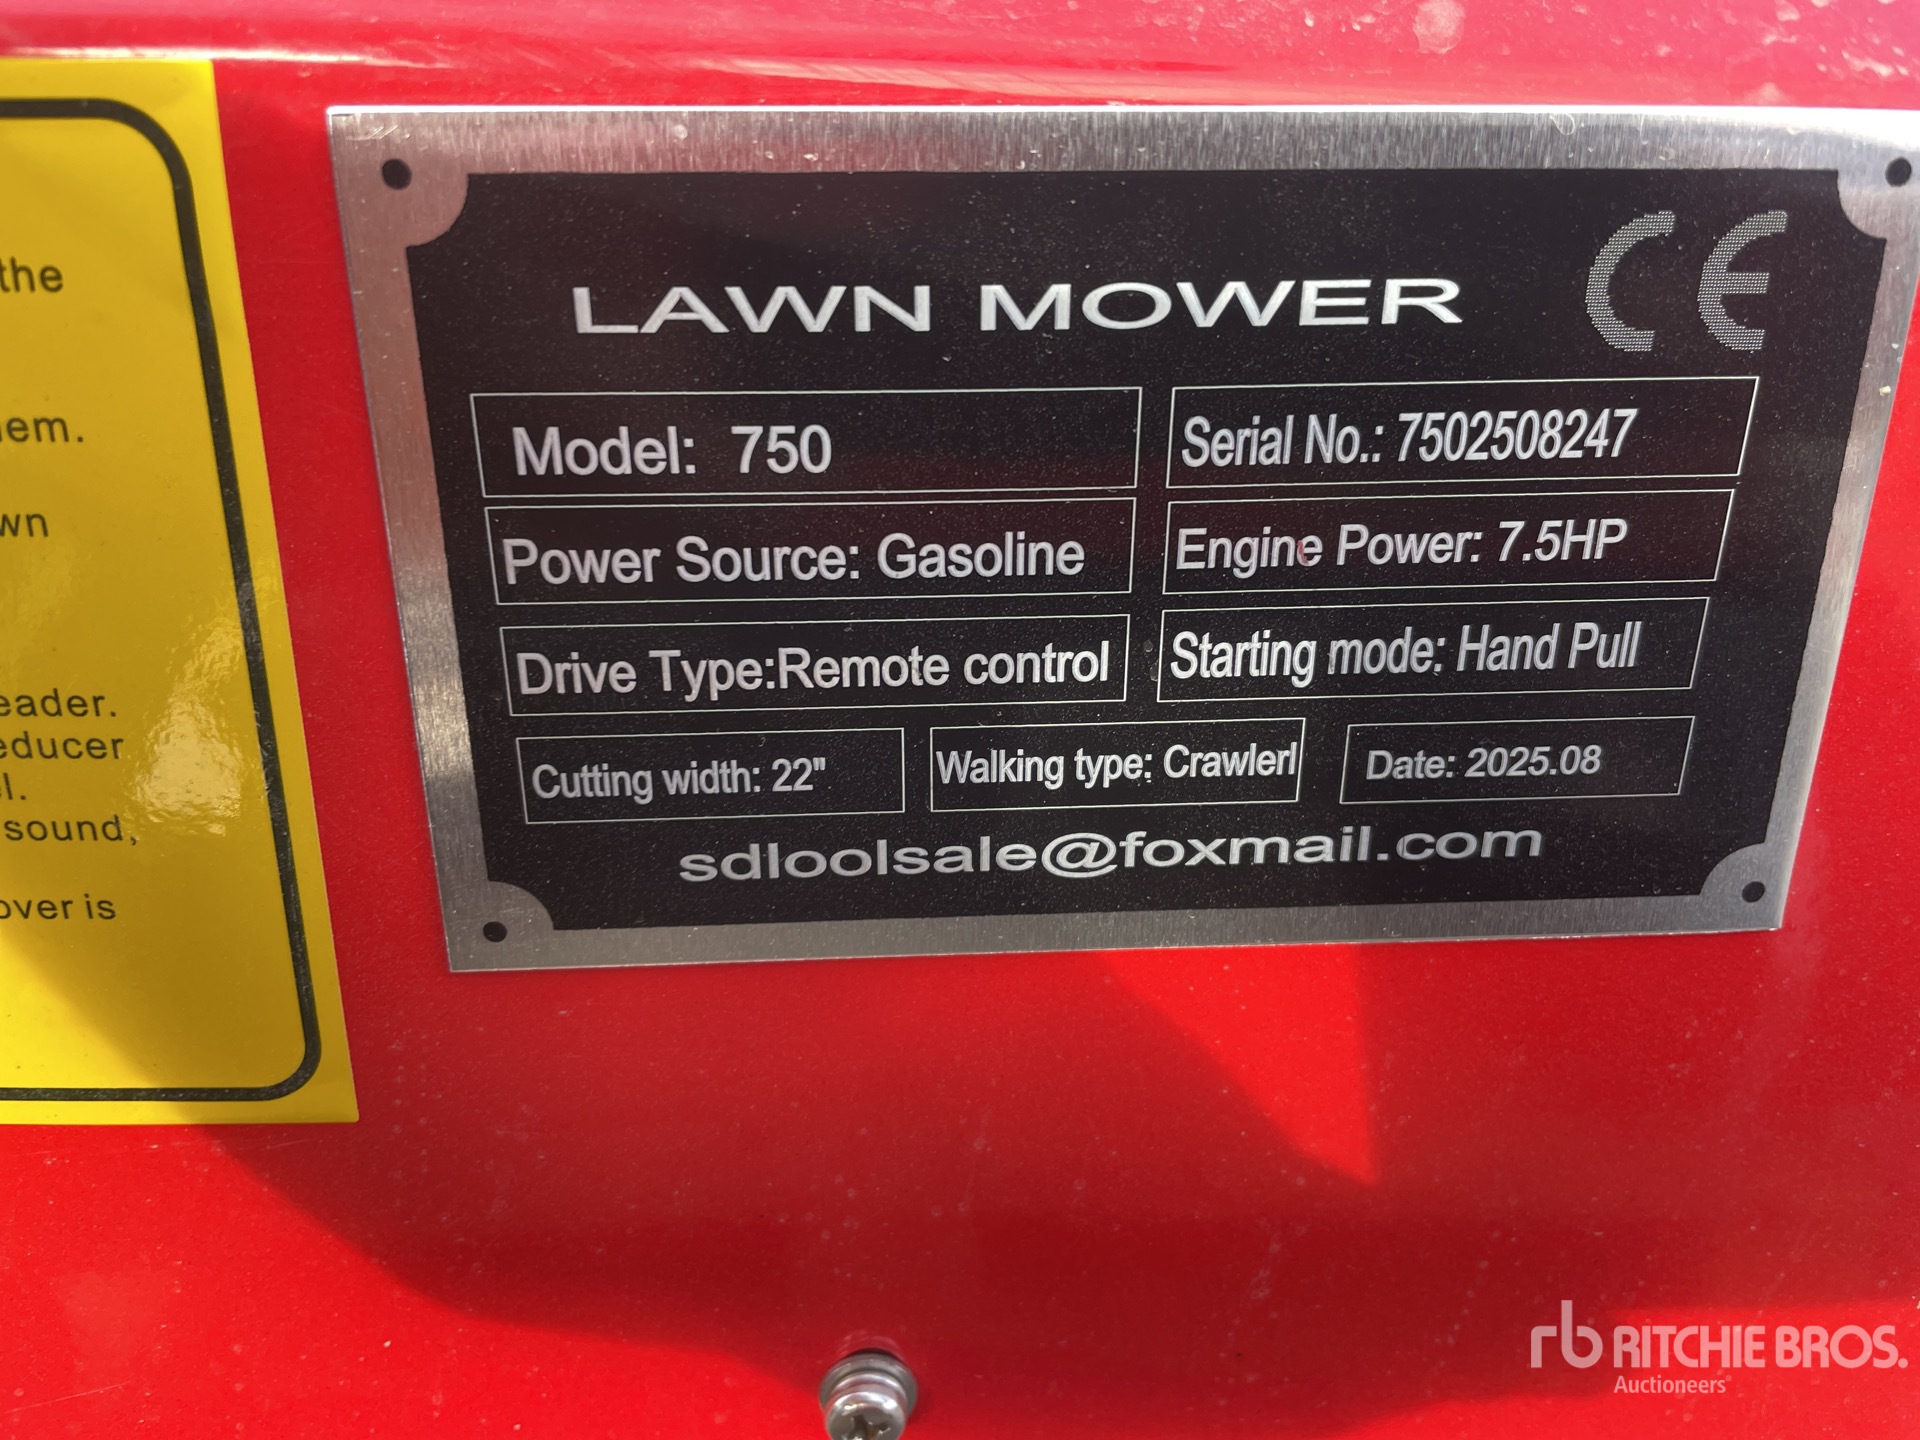 the
em.
wn
eader.
educer
l.
sound,
over is
LAWN MOWER
CE
Model: 750
Serial No.: 7502508247
Power Source: Gasoline
Engine Power: 7.5HP
Drive Type:Remote control
Starting mode: Hand Pull
Cutting width: 22"
Walking type: Crawlerl
Date: 2025.08
sdloolsale@foxmail.com
rb RITCHIE BROS.
Auctioneers